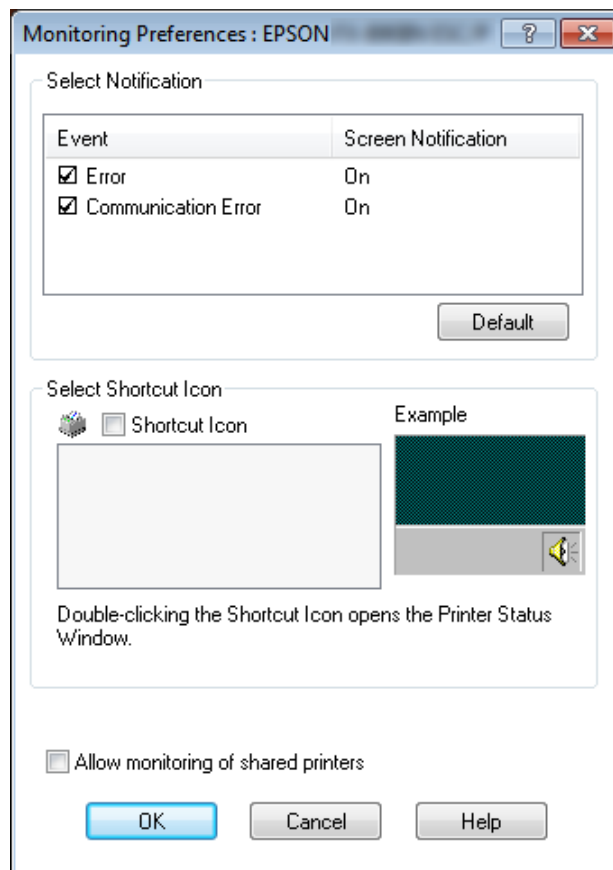 Monitoring Preferences : EPSON
Select Notification
Event Screen Notification
Error On
Communication Error On
Default
Select Shortcut Icon
Shortcut Icon
Example
Double-clicking the Shortcut Icon opens the Printer Status
Window.
Allow monitoring of shared printers
OK Cancel Help